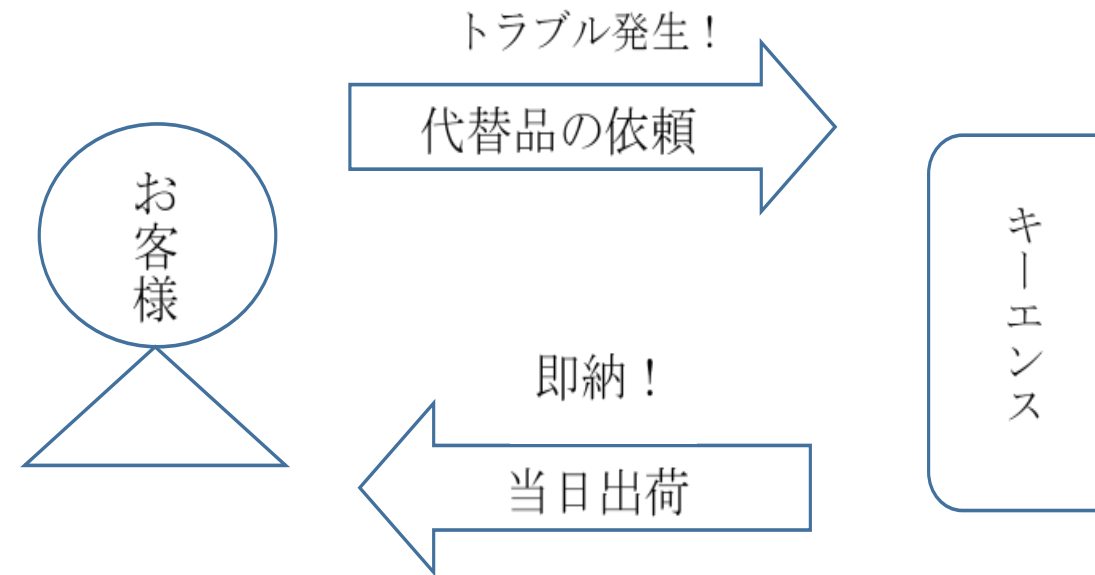 トラブル発生！
代替品の依頼
お客様
キーエンス
即納！
当日出荷